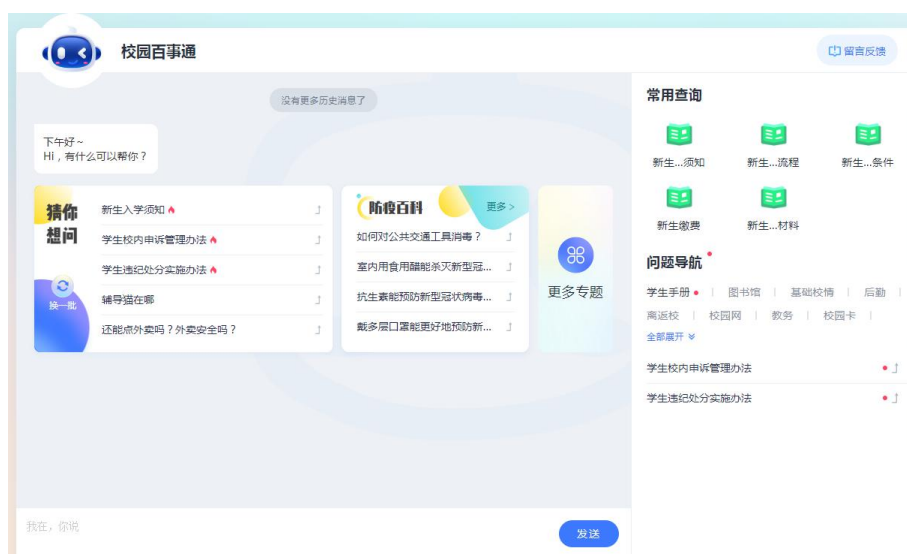 校园百事通
留言反馈
没有更多历史消息了
下午好~
Hi，有什么可以帮你？
猜你
想问
换一批
新生入学须知
学生校内申诉管理办法
学生违纪处分实施办法
辅导猫在哪
还能点外卖吗？外卖安全吗？
防疫百科
更多>
如何对公共交通工具消毒？
室内用食用醋能杀灭新型冠...
抗生素能预防新型冠状病毒...
戴多层口罩能更好地预防新...
更多专题
我在，你说
发送
常用查询
新生...须知
新生...流程
新生...条件
新生缴费
新生...材料
问题导航
学生手册 | 图书馆 | 基础校情 | 后勤 |
离返校 | 校园网 | 教务 | 校园卡 |
全部展开
学生校内申诉管理办法
学生违纪处分实施办法